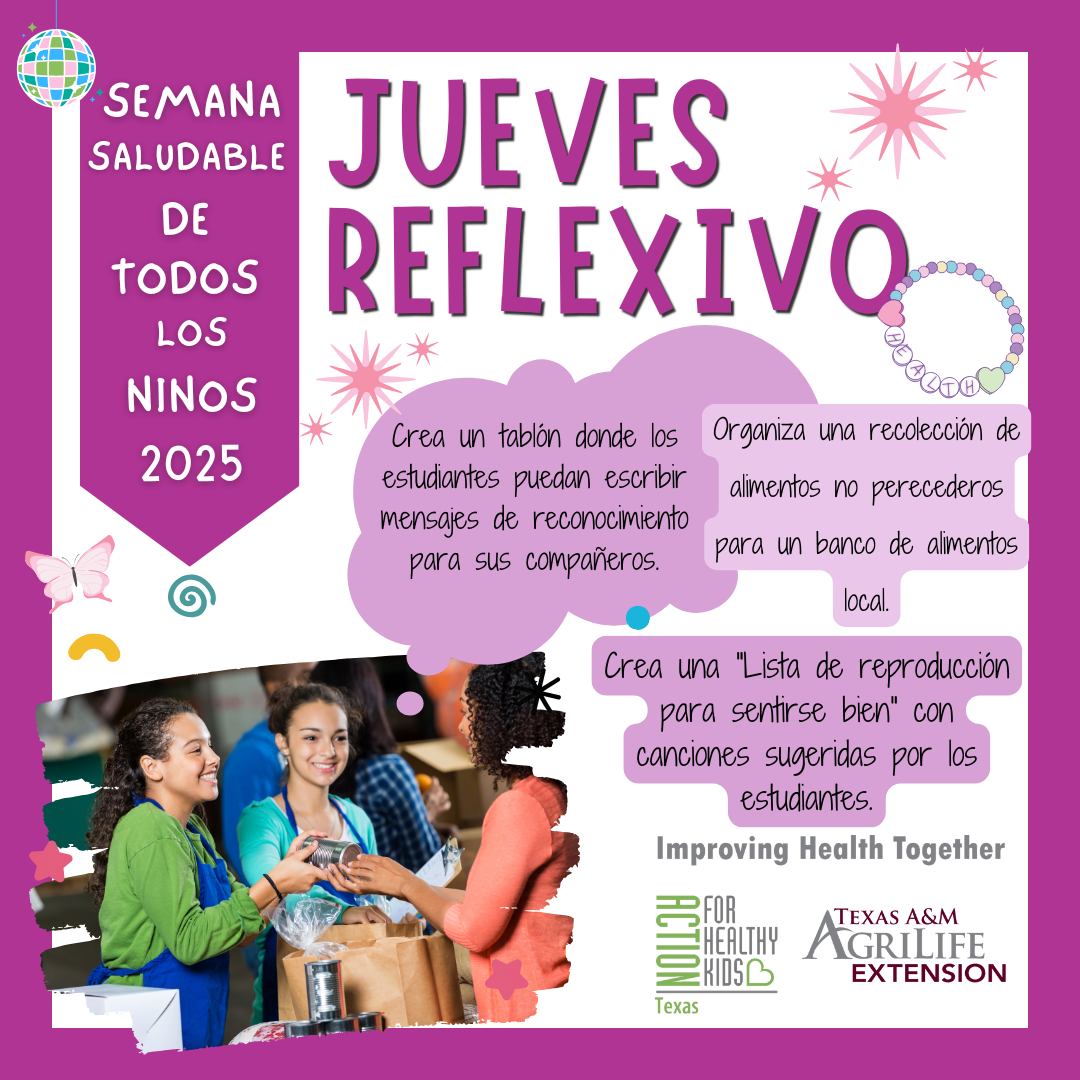 SEMANA
SALUDABLE
DE
TODOS
LOS
NINOS
2025
JUEVES
REFLEXIVO
HEALTH
Crea un tablón donde los
estudiantes puedan escribir
mensajes de reconocimiento
para sus compañeros.
Organiza una recolección de
alimentos no perecederos
para un banco de alimentos
local.
Crea una "Lista de reproducción
para sentirse bien" con
canciones sugeridas por los
estudiantes.
Improving Health Together
ACTION
FOR
HEALTHY
KIDS
Texas
TEXAS A&M
AGRILIFE
EXTENSION